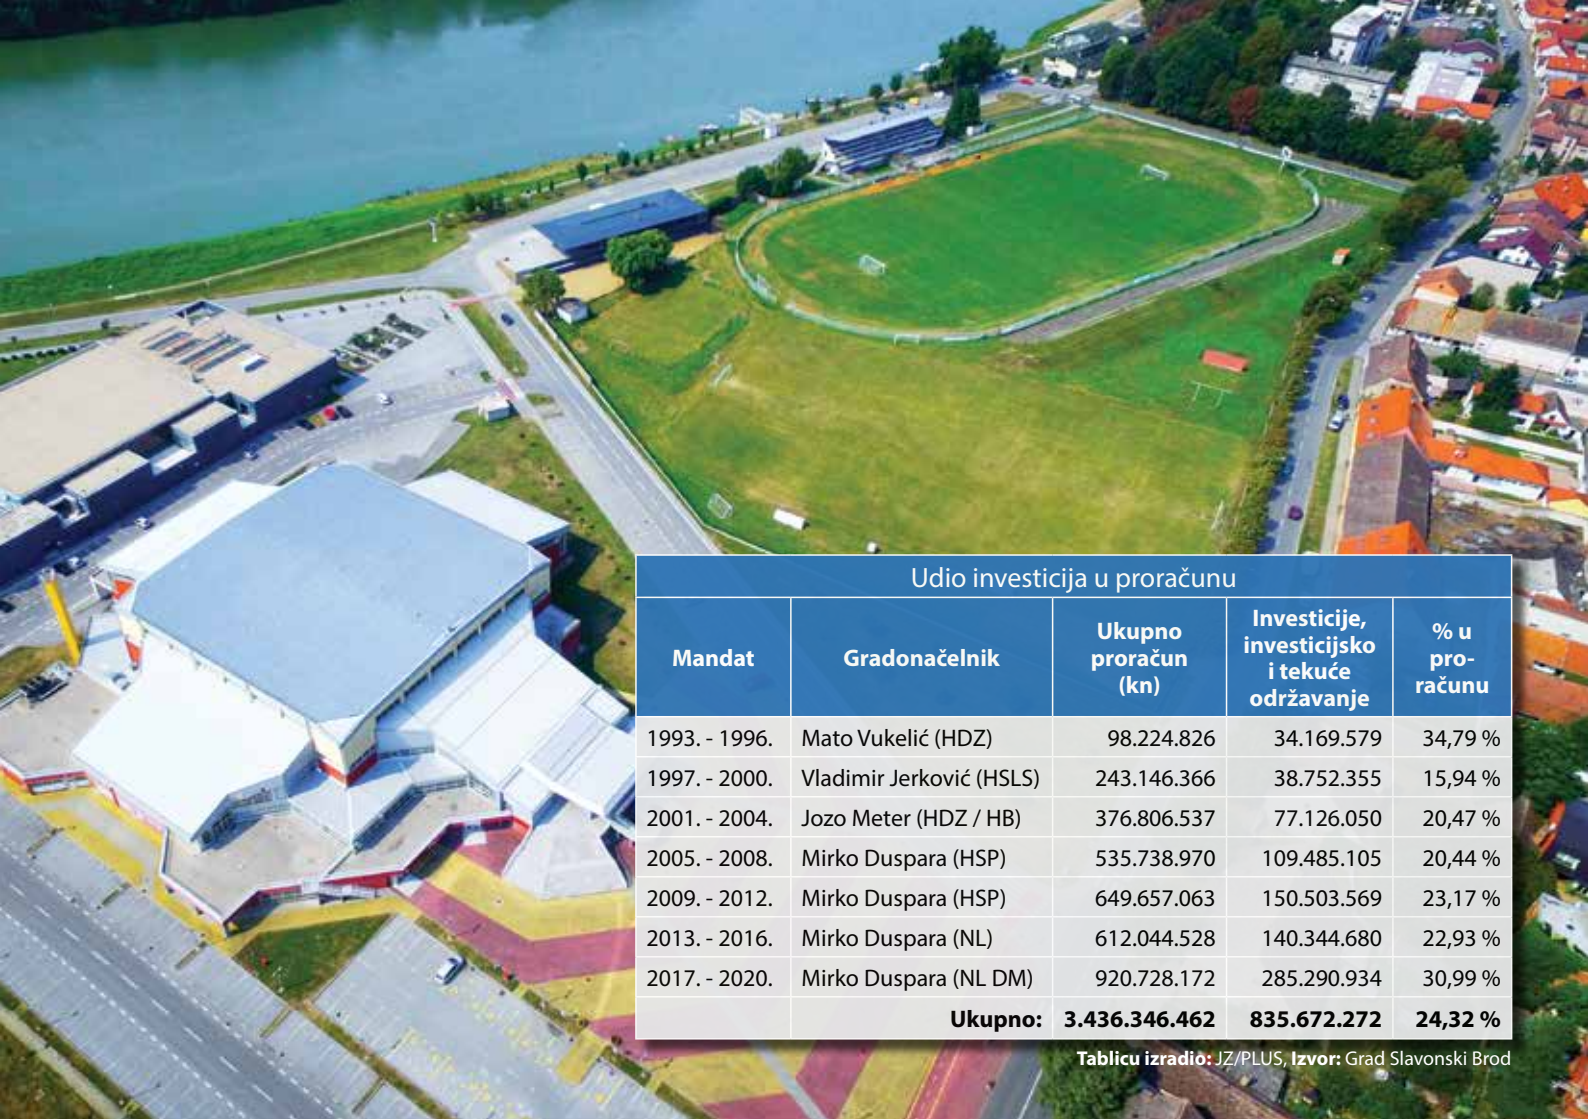 Udio investicija u proračunu
Mandat Gradonačelnik Ukupno proračun (kn) Investicije, investicijsko i tekuće održavanje % u pro-računu
1993. - 1996. Mato Vukelić (HDZ) 98.224.826 34.169.579 34,79 %
1997. - 2000. Vladimir Jerković (HSLS) 243.146.366 38.752.355 15,94 %
2001. - 2004. Jozo Meter (HDZ / HB) 376.806.537 77.126.050 20,47 %
2005. - 2008. Mirko Duspara (HSP) 535.738.970 109.485.105 20,44 %
2009. - 2012. Mirko Duspara (HSP) 649.657.063 150.503.569 23,17 %
2013. - 2016. Mirko Duspara (NL) 612.044.528 140.344.680 22,93 %
2017. - 2020. Mirko Duspara (NL DM) 920.728.172 285.290.934 30,99 %
Ukupno: 3.436.346.462 835.672.272 24,32 %
Tablicu izradio: JZ/PLUS, Izvor: Grad Slavonski Brod